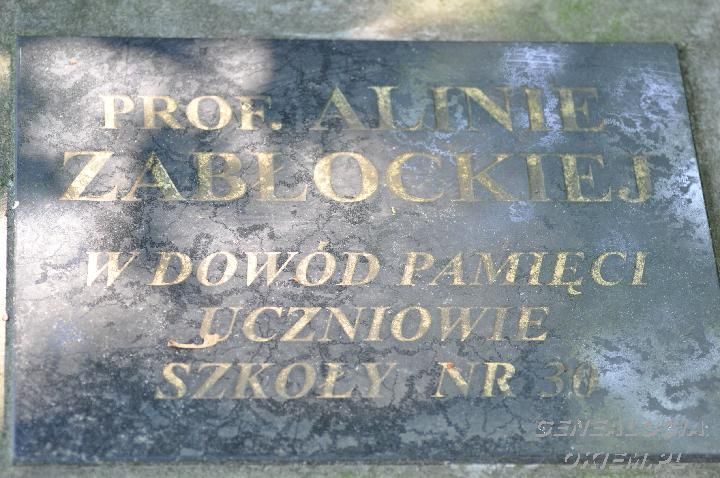 PROF. ALINIE
ZABŁOCKIEJ
W DOWÓD PAMIĘCI
UCZNIOWIE
SZKOŁY NR 30
GENEALOGIA
OKIEM.PL